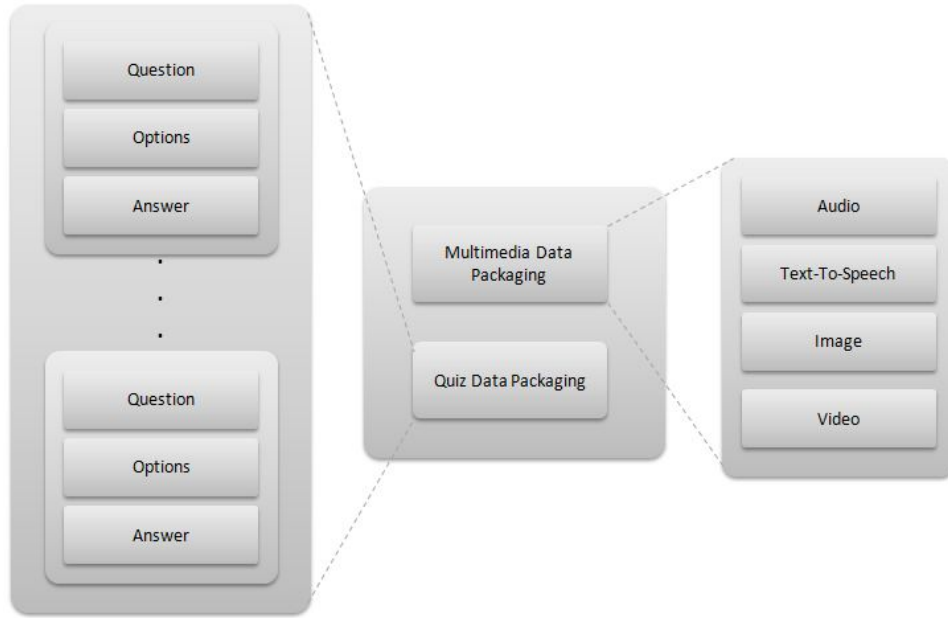 Question
Options
Answer
.
.
.
Question
Options
Answer
Multimedia Data
Packaging
Quiz Data Packaging
Audio
Text-To-Speech
Image
Video